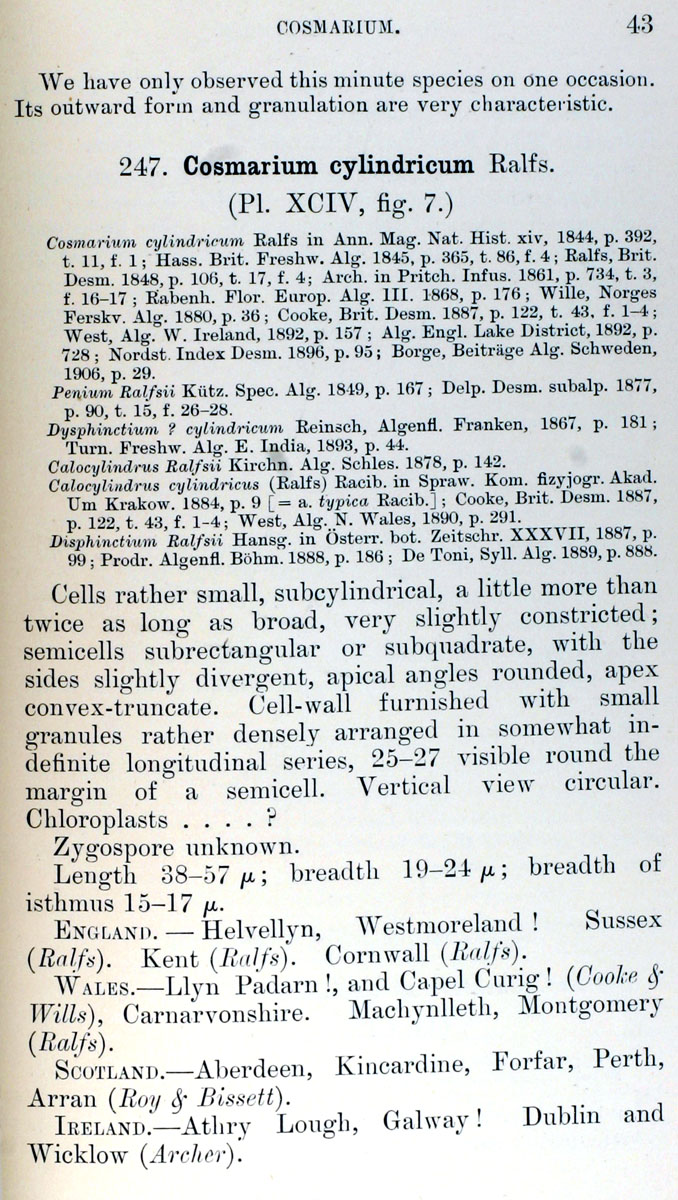 COSMARIUM. 43
We have only observed this minute species on one occasion.
Its outward form and granulation are very characteristic.
247. Cosmarium cylindricum Ralfs.
(Pl. XCIV, fig. 7.)
Cosmarium cylindricum Ralfs in Ann. Mag. Nat. Hist. xiv, 1844, p. 392,
t. 11, f. 1; Hass. Brit. Freshw. Alg. 1845, p. 365, t. 86, f. 4; Ralfs, Brit.
Desm. 1848, p. 106, t. 17, f. 4; Arch. in Pritch. Infus. 1861, p. 734, t. 3,
f. 16–17; Rabenh. Flor. Europ. Alg. III. 1868, p. 176; Wille, Norges
Ferskv. Alg. 1880, p. 36; Cooke, Brit. Desm. 1887, p. 122, t. 43, f. 1–4;
West, Alg. W. Ireland, 1892, p. 157; Alg. Engl. Lake District, 1892, p.
728; Nordst. Index Desm. 1896, p. 95; Borge, Beiträge Alg. Schweden,
1906, p. 29.
Penium Ralfsii Kütz. Spec. Alg. 1849, p. 167; Delp. Desm. subalp. 1877,
p. 90, t. 15, f. 26–28.
Dysphinctium ? cylindricum Reinsch, Algenfl. Franken, 1867, p. 181;
Turn. Freshw. Alg. E. India, 1893, p. 44.
Calocylindrus Ralfsii Kirchn. Alg. Schles. 1878, p. 142.
Calocylindrus cylindricus (Ralfs) Racib. in Spraw. Kom. fizyjogr. Akad.
Um Krakow. 1884, p. 9 [= a. typica Racib.]; Cooke, Brit. Desm. 1887,
p. 122, t. 43, f. 1–4; West, Alg. N. Wales, 1890, p. 291.
Disphinctium Ralfsii Hansg. in Österr. bot. Zeitschr. XXXVII, 1887, p.
99; Prodr. Algenfl. Böhm. 1888, p. 186; De Toni, Syll. Alg. 1889, p. 888.
Cells rather small, subcylindrical, a little more than
twice as long as broad, very slightly constricted;
semicells subrectangular or subquadrate, with the
sides slightly divergent, apical angles rounded, apex
convex-truncate. Cell-wall furnished with small
granules rather densely arranged in somewhat in-
definite longitudinal series, 25–27 visible round the
margin of a semicell. Vertical view circular.
Chloroplasts . . . . ?
Zygospore unknown.
Length 38–57 μ; breadth 19–24 μ; breadth of
isthmus 15–17 μ.
ENGLAND.—Helvellyn, Westmoreland! Sussex
(Ralfs). Kent (Ralfs). Cornwall (Ralfs).
WALES.—Llyn Padarn!, and Capel Curig! (Cooke &
Wills), Carnarvonshire. Machynlleth, Montgomery
(Ralfs).
SCOTLAND.—Aberdeen, Kincardine, Forfar, Perth,
Arran (Roy & Bissett).
IRELAND.—Athry Lough, Galway! Dublin and
Wicklow (Archer).